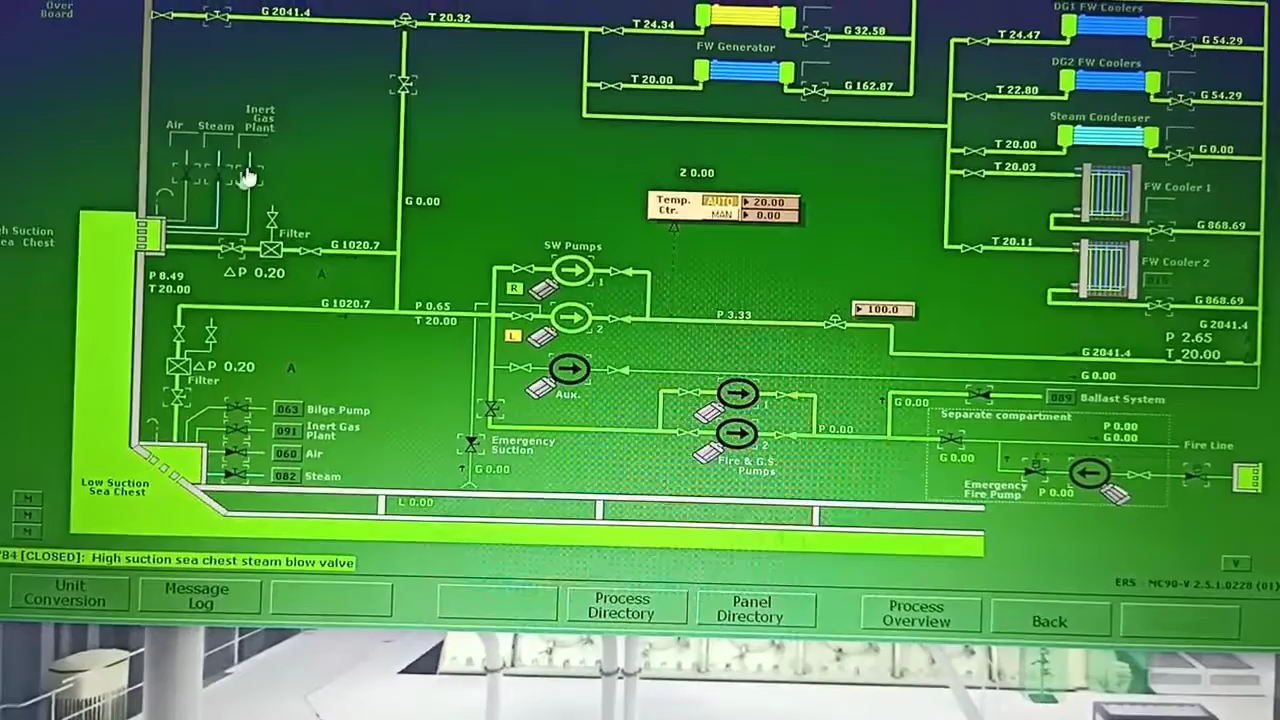 Over
Board
G 2041.4
T 20.32
T 24.34
G 32.58
FW Generator
T 20.00
G 162.87
DG1 FW Coolers
T 24.47
G 54.29
DG2 FW Coolers
T 22.80
G 54.29
Steam Condenser
T 20.00
G 0.00
T 20.03
FW Cooler 1
G 868.69
T 20.11
FW Cooler 2
G 868.69
G 2041.4
P 2.65
T 20.00
Air
Steam
Inert
Gas
Plant
Z 0.00
Temp.
Ctr.
AUTO
20.00
MAN
0.00
G 0.00
Sea Chest
Filter
G 1020.7
△P 0.20
A
P 8.49
T 20.00
SW Pumps
R
1
G 1020.7
P 0.65
T 20.00
L
2
P 3.33
100.0
G 2041.4
G 0.00
△P 0.20
A
Filter
Aux.
1
G 0.00
089
Ballast System
063
Bilge Pump
091
Inert Gas
Plant
060
Air
082
Steam
Emergency
Suction
G 0.00
2
Fire & G.S.
Pumps
P 0.00
Separate compartment
P 0.00
G 0.00
G 0.00
Fire Line
Emergency
Fire Pump
P 0.00
Low Suction
Sea Chest
L 0.00
M
M
M
[CLOSED]: High suction sea chest steam blow valve
V
ERS - MC90-V 2.5.1.0228 (01)
Unit
Conversion
Message
Log
Process
Directory
Panel
Directory
Process
Overview
Back